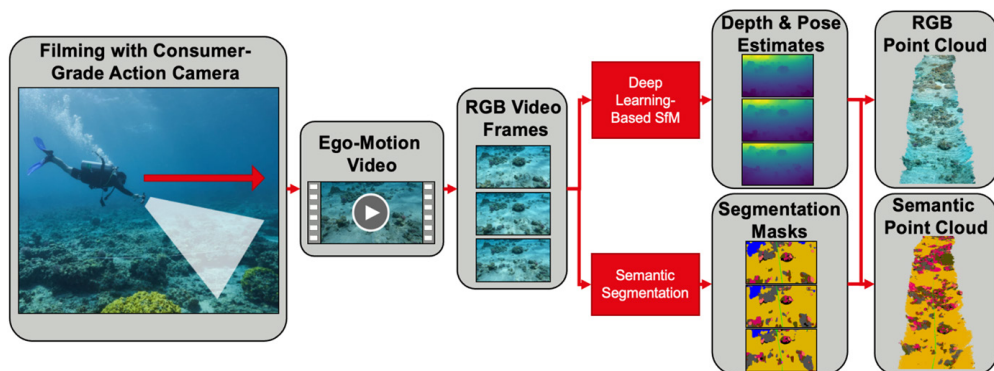 Filming with Consumer-
Grade Action Camera
Ego-Motion
Video
RGB Video
Frames
Deep
Learning-
Based SfM
Semantic
Segmentation
Depth & Pose
Estimates
Segmentation
Masks
RGB
Point Cloud
Semantic
Point Cloud